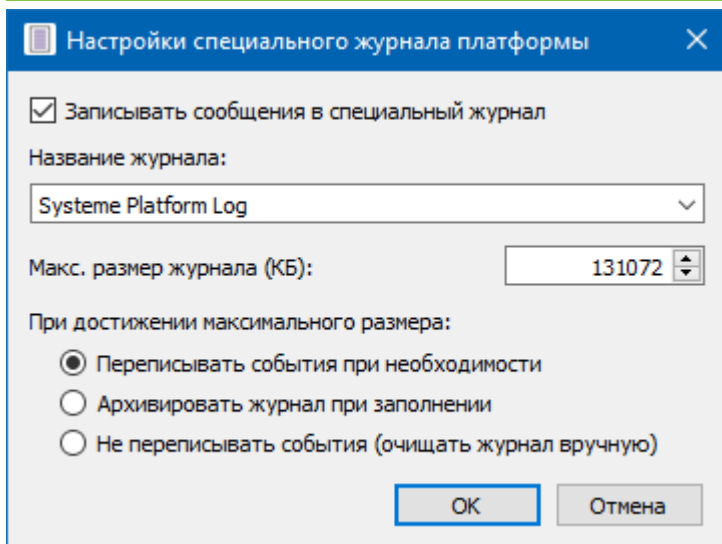 Настройки специального журнала платформы
Записывать сообщения в специальный журнал
Название журнала:
Systeme Platform Log
Макс. размер журнала (КБ):
131072
При достижении максимального размера:
Переписывать события при необходимости
Архивировать журнал при заполнении
Не переписывать события (очищать журнал вручную)
ОК
Отмена